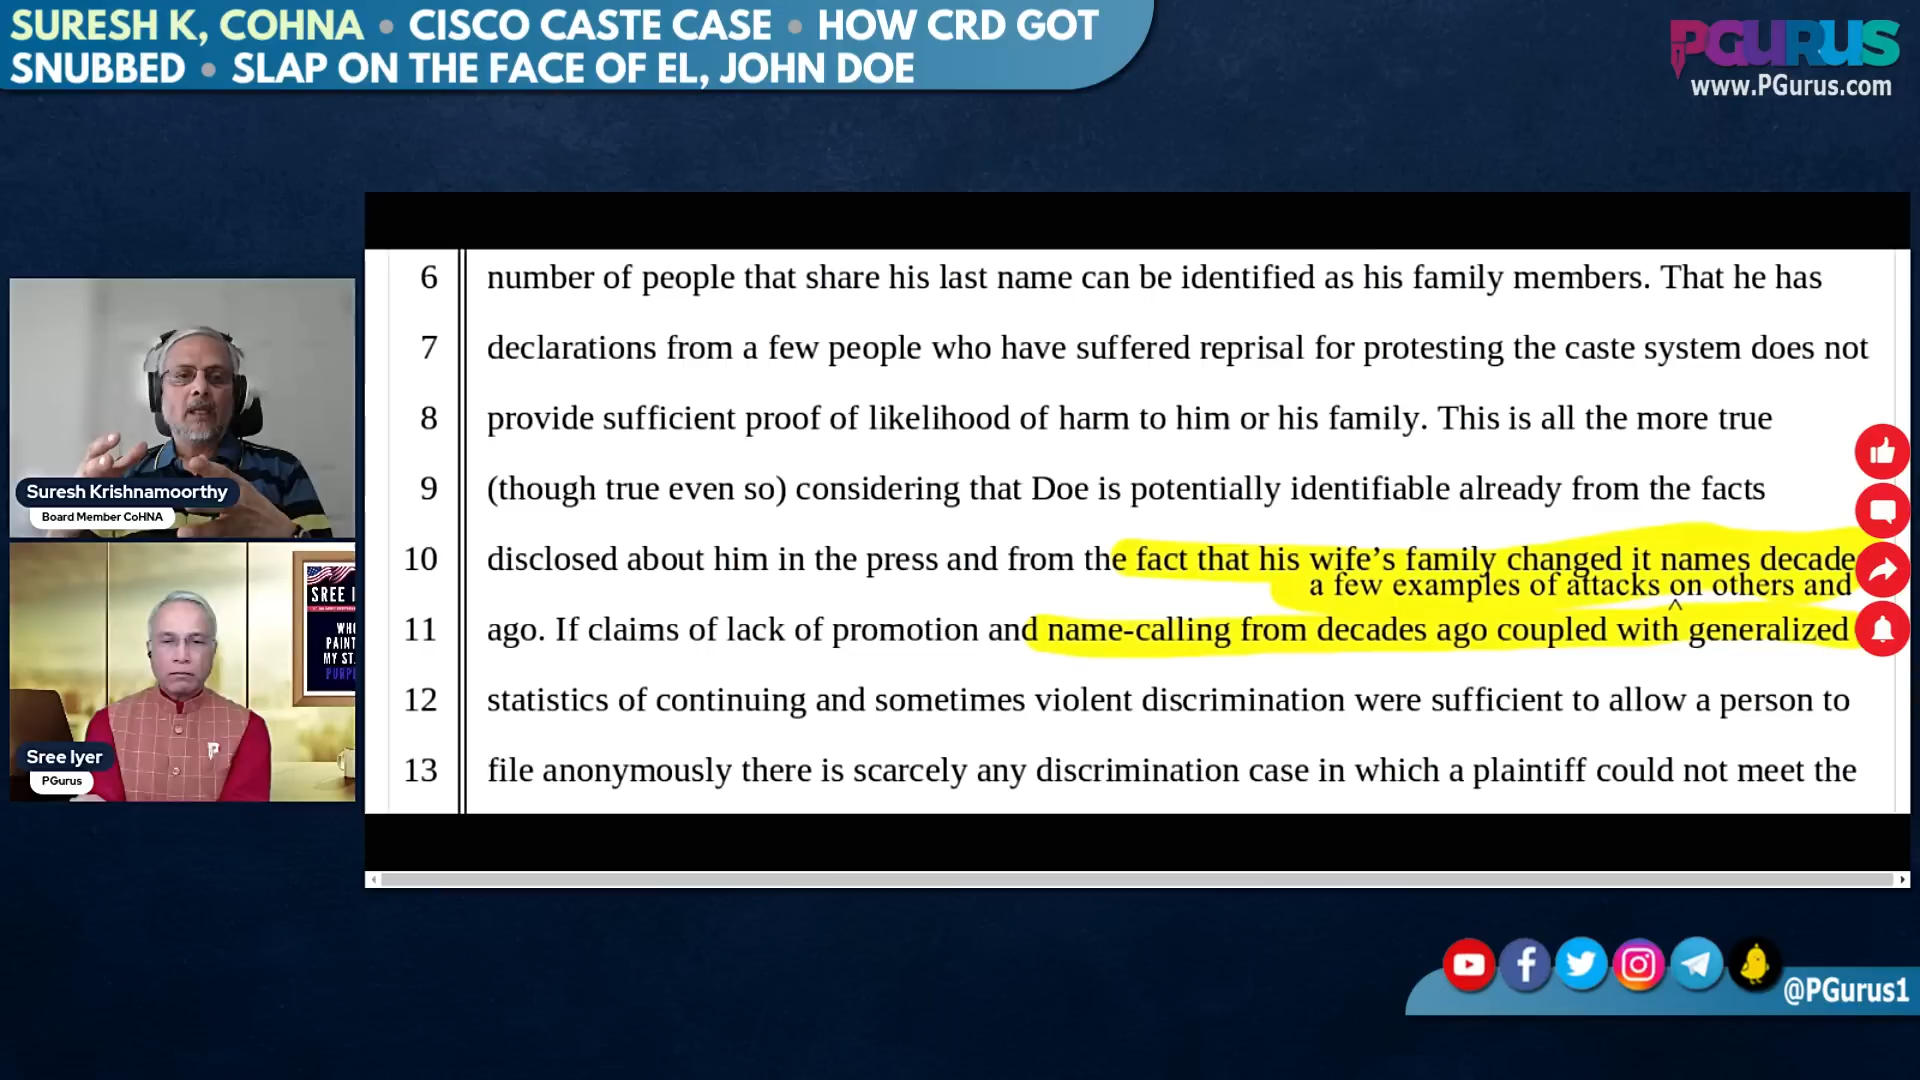 SURESH K, COHNA • CISCO CASTE CASE • HOW CRD GOT
SNUBBED • SLAP ON THE FACE OF EL, JOHN DOE
PGURUS
www.PGurus.com
6 number of people that share his last name can be identified as his family members. That he has
7 declarations from a few people who have suffered reprisal for protesting the caste system does not
8 provide sufficient proof of likelihood of harm to him or his family. This is all the more true
9 (though true even so) considering that Doe is potentially identifiable already from the facts
10 disclosed about him in the press and from the fact that his wife's family changed it names decade
a few examples of attacks on others and
^
11 ago. If claims of lack of promotion and name-calling from decades ago coupled with generalized
12 statistics of continuing and sometimes violent discrimination were sufficient to allow a person to
13 file anonymously there is scarcely any discrimination case in which a plaintiff could not meet the
Suresh Krishnamoorthy
Board Member CoHNA
SREE I
WHO
PAINT
MY ST
PURP
Sree Iyer
PGurus
@PGurus1